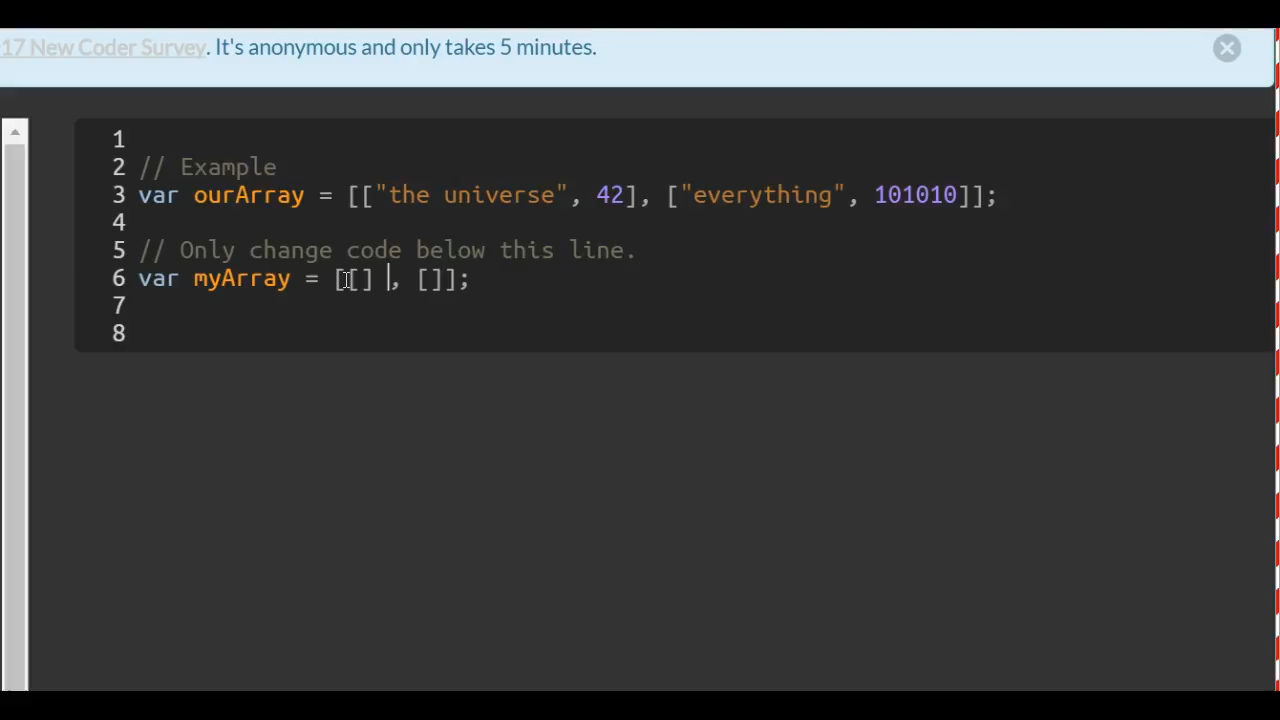 17 New Coder Survey. It's anonymous and only takes 5 minutes.
1
2 // Example
3 var ourArray = [["the universe", 42], ["everything", 101010]];
4
5 // Only change code below this line.
6 var myArray = [[] , []];
7
8